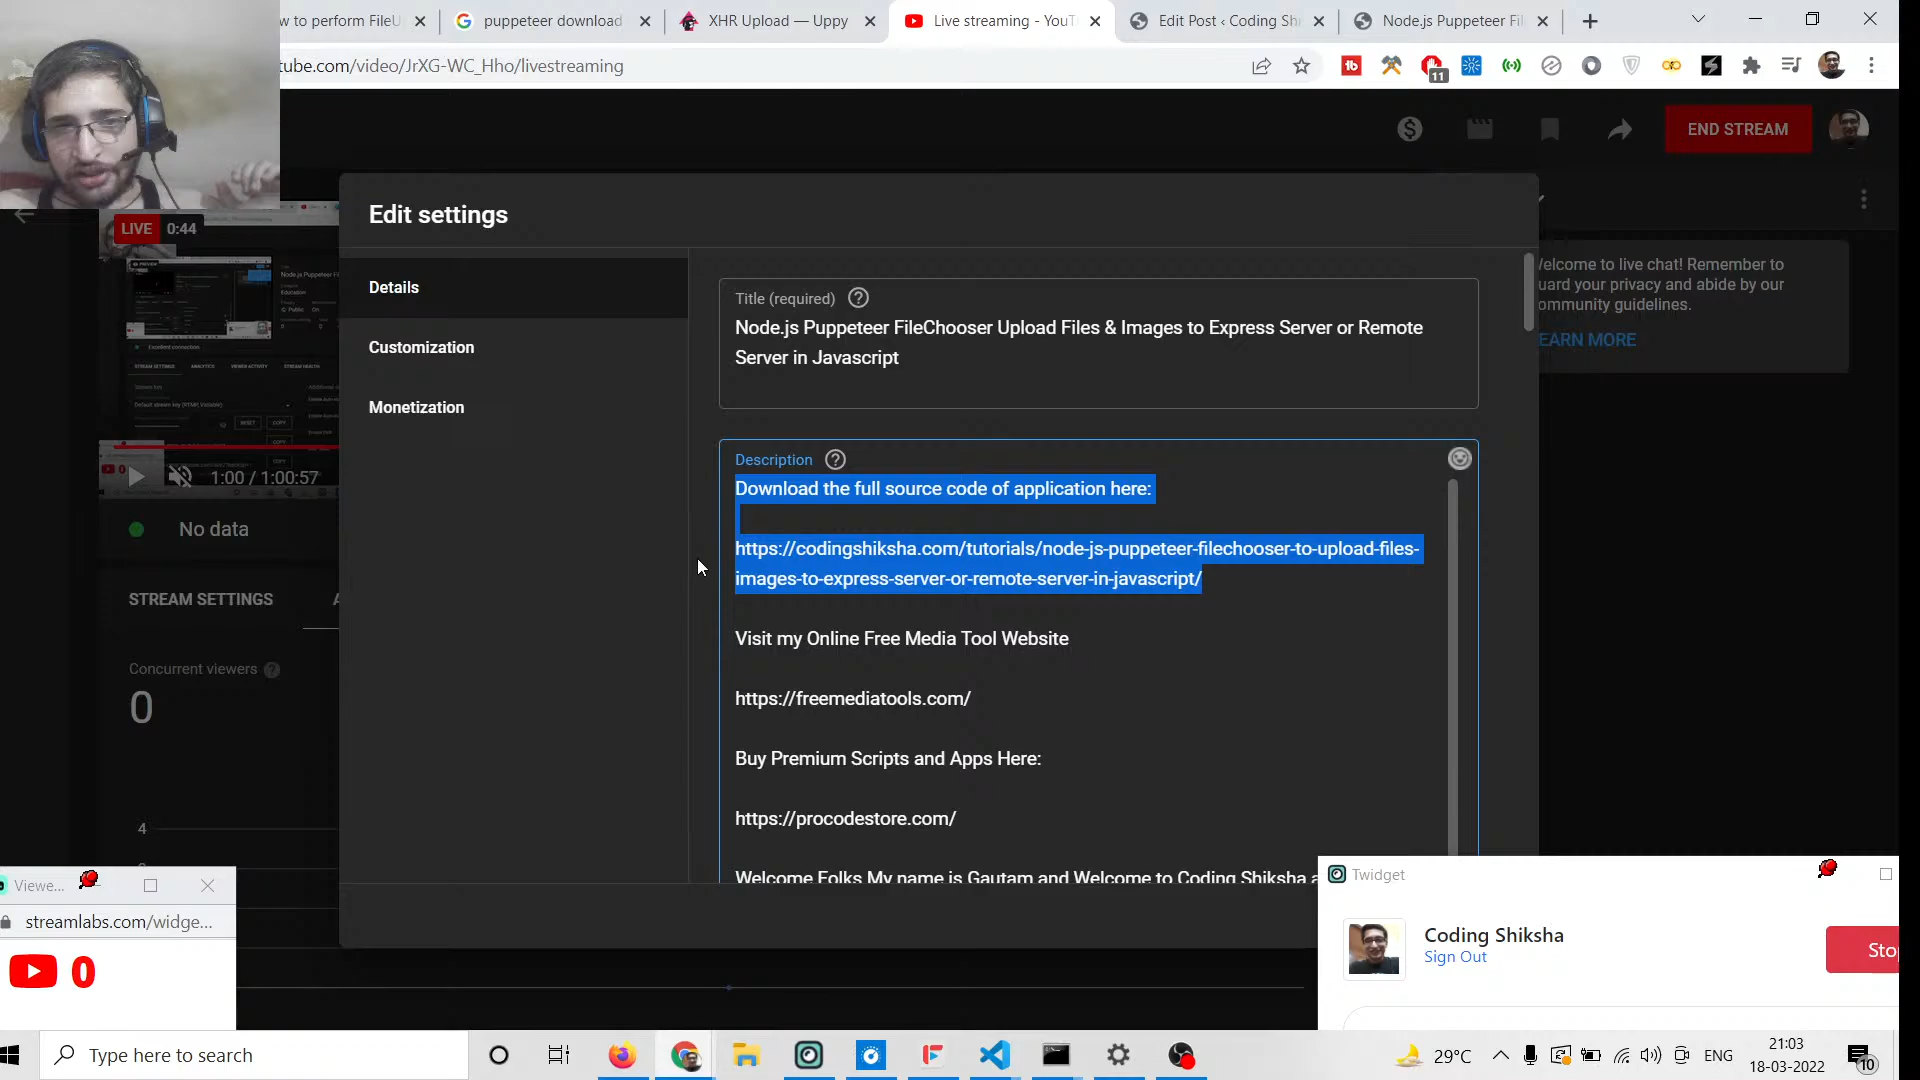 w to perform FileU
puppeteer download
XHR Upload — Uppy
Live streaming - YouT
Edit Post ‹ Coding Sh
Node.js Puppeteer Fil
tube.com/video/JrXG-WC_Hho/livestreaming
11
END STREAM
LIVE 0:44
Edit settings
Details
Customization
Monetization
Title (required)
Node.js Puppeteer FileChooser Upload Files & Images to Express Server or Remote
Server in Javascript
Description
Download the full source code of application here:
https://codingshiksha.com/tutorials/node-js-puppeteer-filechooser-to-upload-files-
images-to-express-server-or-remote-server-in-javascript/
Visit my Online Free Media Tool Website
https://freemediatools.com/
Buy Premium Scripts and Apps Here:
https://procodestore.com/
Welcome Folks My name is Gautam and Welcome to Coding Shiksha a
elcome to live chat! Remember to
uard your privacy and abide by our
ommunity guidelines.
EARN MORE
1:00 / 1:00:57
No data
STREAM SETTINGS
Concurrent viewers
0
4
Viewe...
streamlabs.com/widge...
0
Twidget
Coding Shiksha
Sign Out
Sto
Type here to search
29°C
ENG
21:03
18-03-2022
10